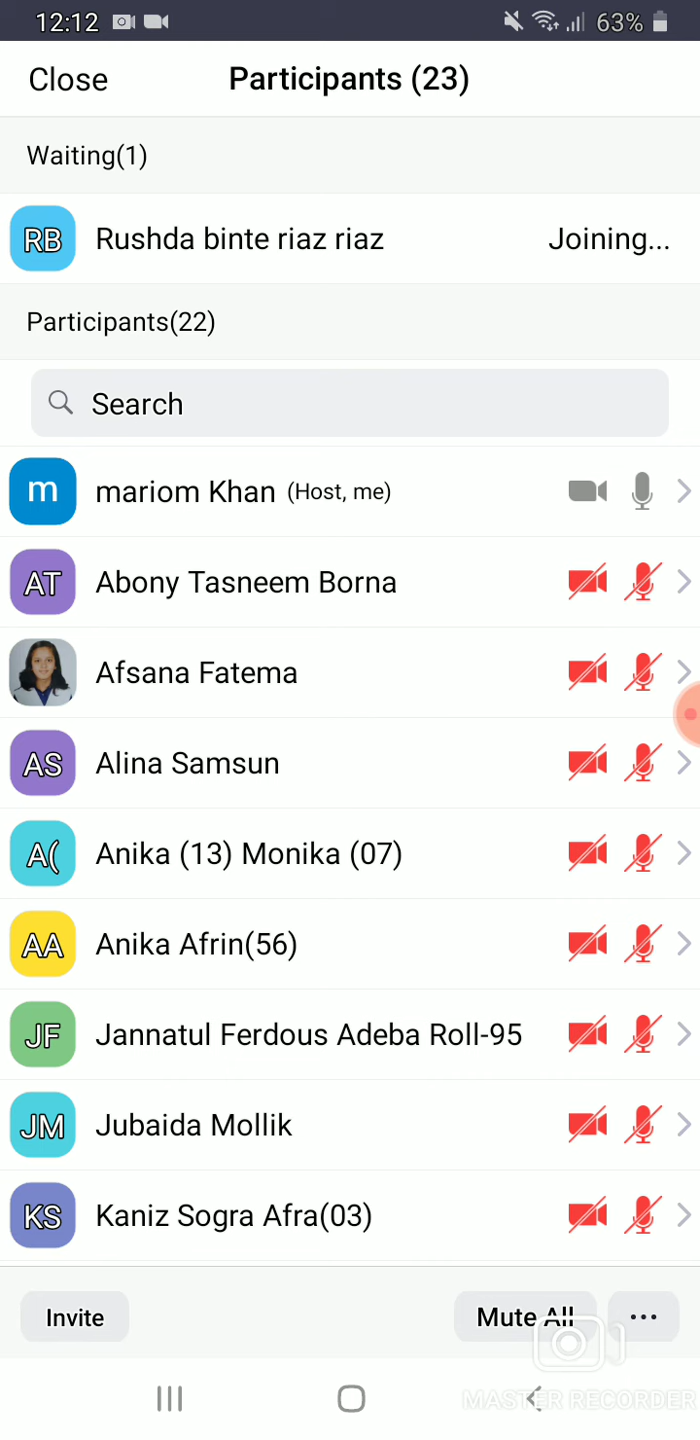 12:12 63%
Close Participants (23)
Waiting(1)
RB Rushda binte riaz riaz Joining...
Participants(22)
Search
m mariom Khan (Host, me)
AT Abony Tasneem Borna
Afsana Fatema
AS Alina Samsun
A( Anika (13) Monika (07)
AA Anika Afrin(56)
JF Jannatul Ferdous Adeba Roll-95
JM Jubaida Mollik
KS Kaniz Sogra Afra(03)
Invite Mute All ...
MASTER RECORDER